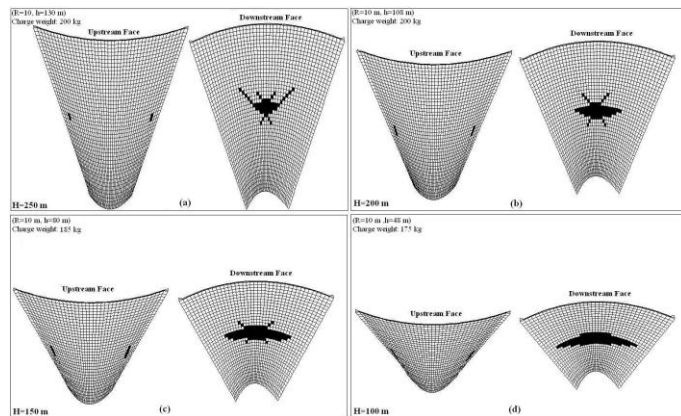 (R=10, h=130 m)
Charge weight: 200 kg
Upstream Face
Downstream Face
H=250 m
(a)
(R=10 m, h=108 m)
Charge weight: 200 kg
Upstream Face
Downstream Face
H=200 m
(b)
(R=10 m, h=80 m)
Charge weight: 185 kg
Upstream Face
Downstream Face
H=150 m
(c)
(R=10 m ,h=48 m)
Charge weight: 175 kg
Upstream Face
Downstream Face
H=100 m
(d)